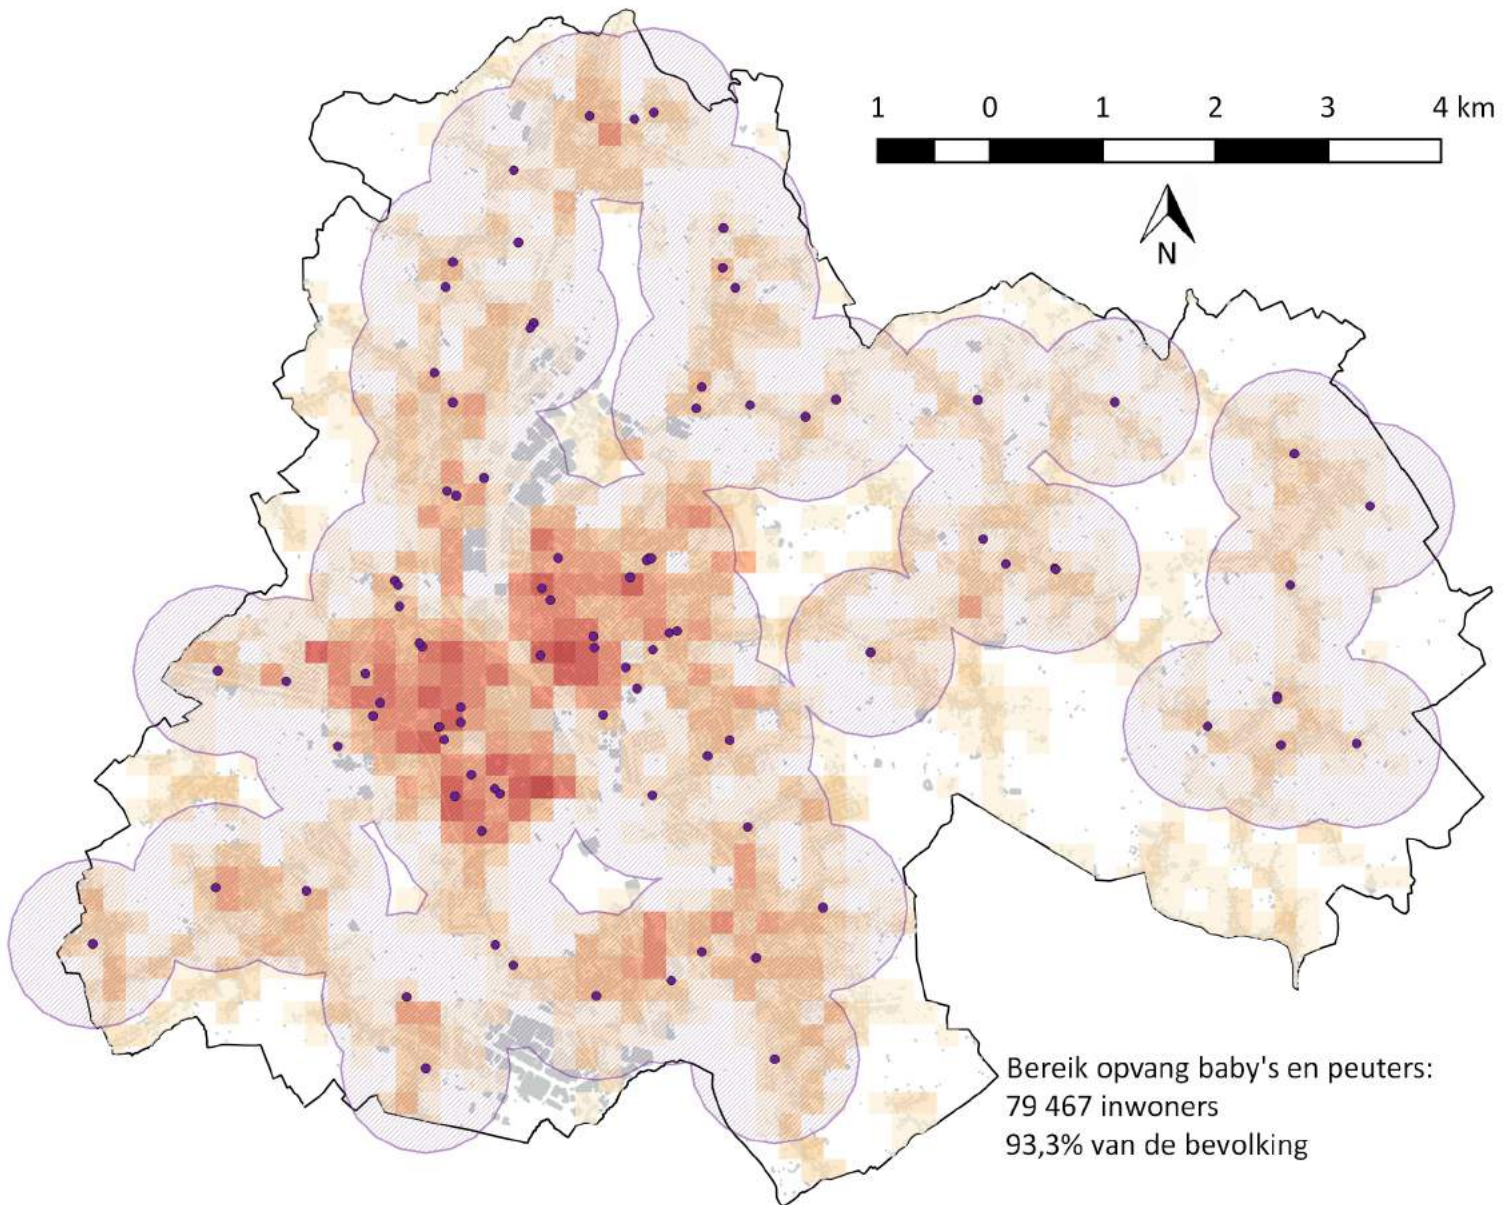 1 0 1 2 3 4 km
N
Bereik opvang baby's en peuters:
79 467 inwoners
93,3% van de bevolking